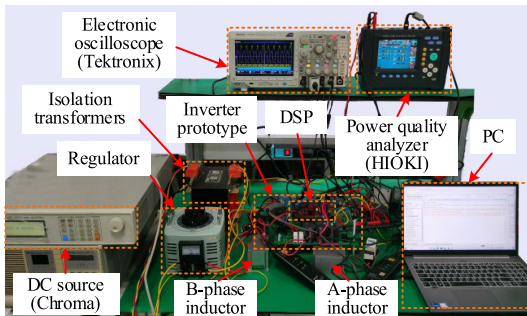 Electronic
oscilloscope
(Tektronix)
Isolation
transformers
Inverter
prototype
DSP
Power quality
analyzer
(HIOKI)
PC
Regulator
DC source
(Chroma)
B-phase
inductor
A-phase
inductor